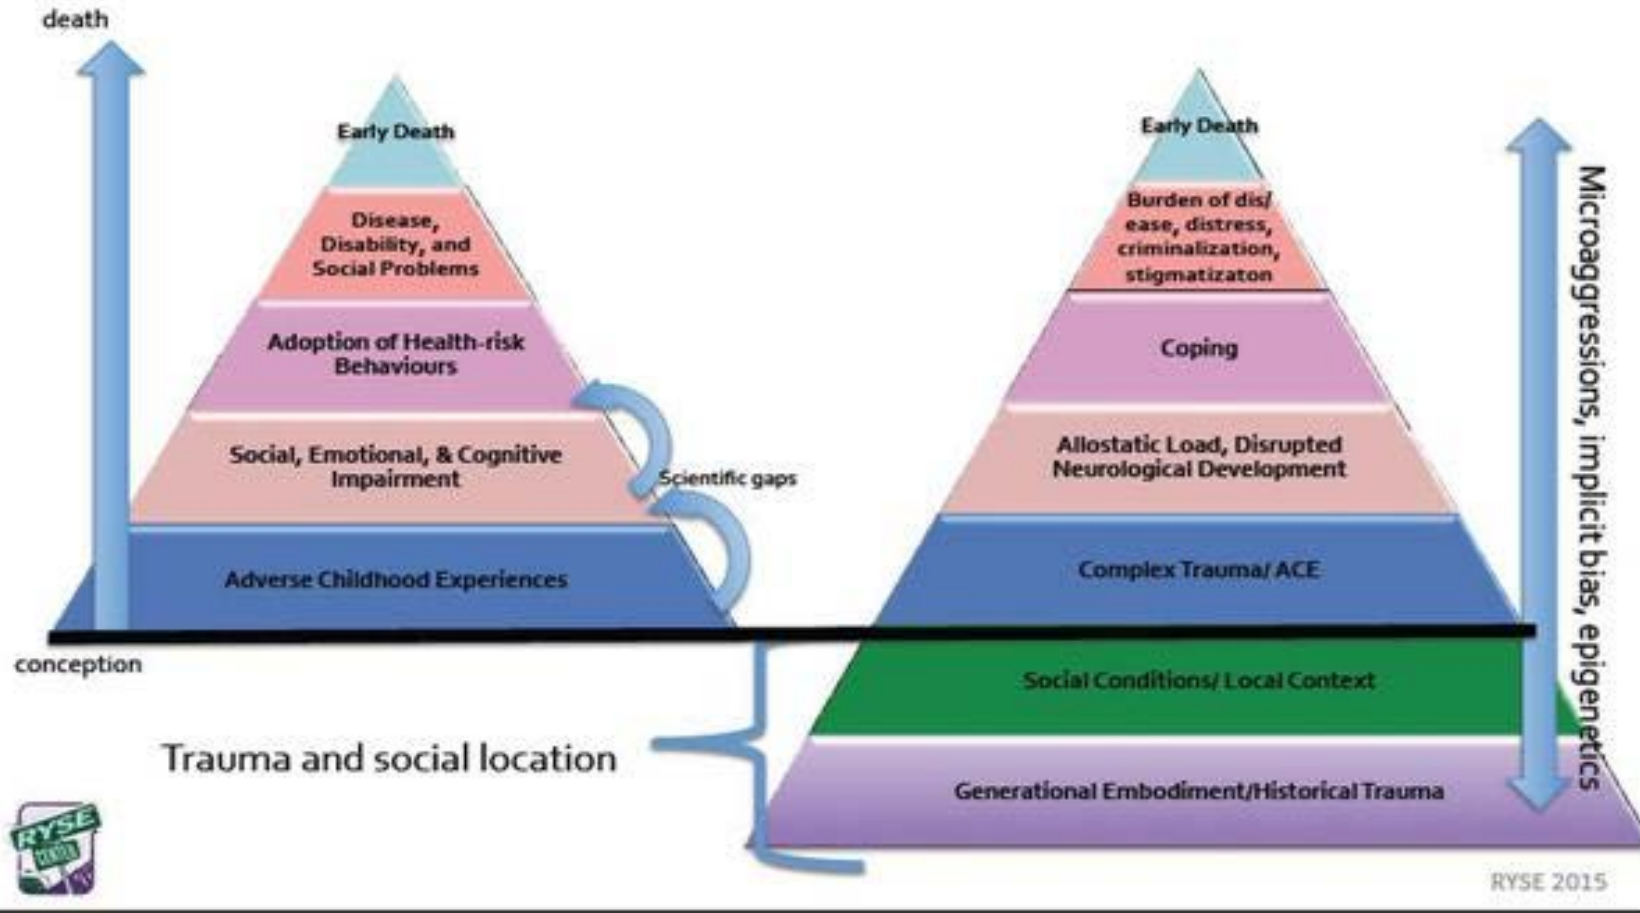 death
Early Death
Disease,
Disability, and
Social Problems
Adoption of Health-risk
Behaviours
Social, Emotional, & Cognitive
Impairment
Scientific gaps
Adverse Childhood Experiences
conception
Early Death
Burden of dis/
ease, distress,
criminalization,
stigmatizaton
Coping
Allostatic Load, Disrupted
Neurological Development
Complex Trauma/ ACE
Social Conditions/ Local Context
Generational Embodiment/Historical Trauma
Microaggressions, implicit bias, epigenetics
Trauma and social location
RYSE
CENTER
RYSE 2015